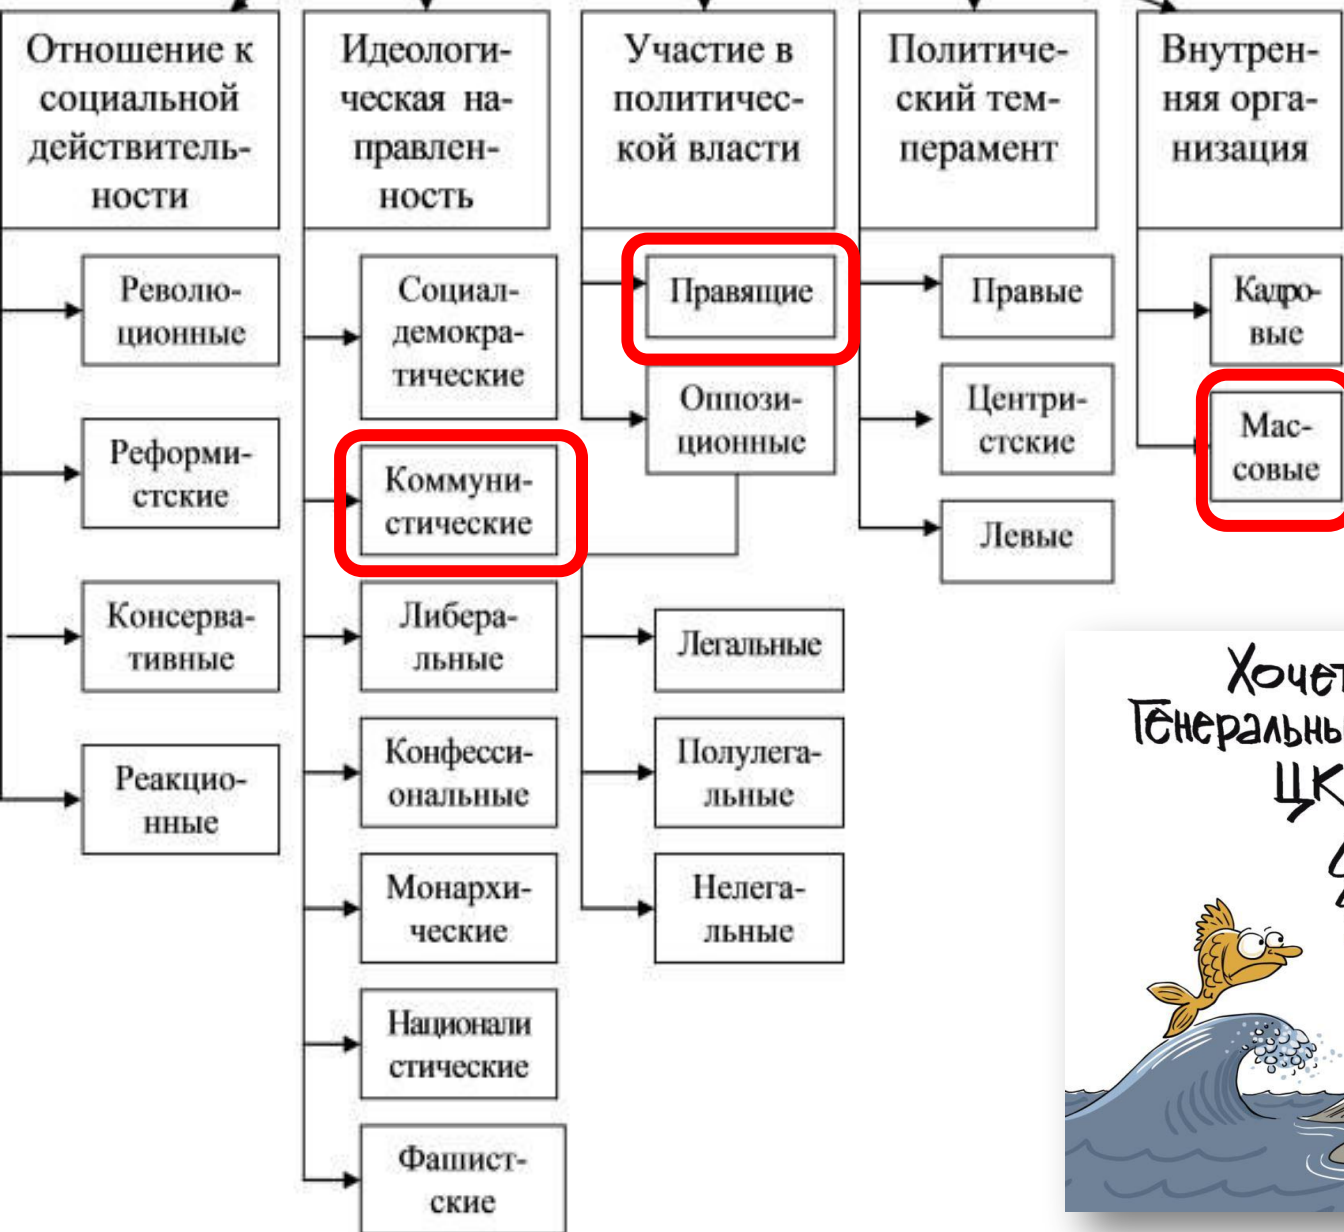 Отношение к
социальной
действитель-
ности
Револю-
ционные
Реформи-
стские
Консерва-
тивные
Реакцио-
нные
Идеологи-
ческая на-
правлен-
ность
Социал-
демокра-
тические
Коммуни-
стические
Либера-
льные
Конфесси-
ональные
Монархи-
ческие
Национали
стические
Фашист-
ские
Участие в
политичес-
кой власти
Правящие
Оппози-
ционные
Легальные
Полулега-
льные
Нелега-
льные
Политиче-
ский тем-
перамент
Правые
Центри-
стские
Левые
Внутрен-
няя орга-
низация
Кадро-
вые
Мас-
совые
Хочет
Генеральны
ЦК